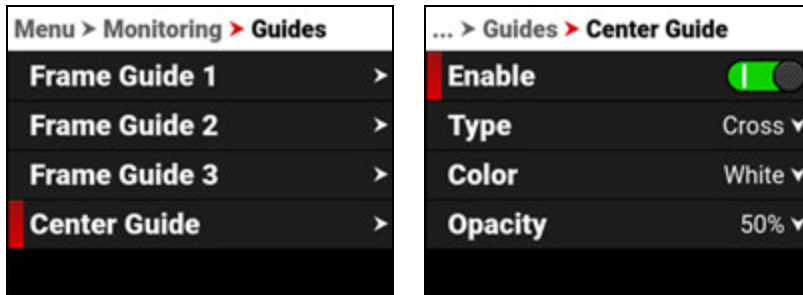 Menu > Monitoring > Guides
Frame Guide 1 >
Frame Guide 2 >
Frame Guide 3 >
Center Guide >
... > Guides > Center Guide
Enable
Type Cross
Color White
Opacity 50%